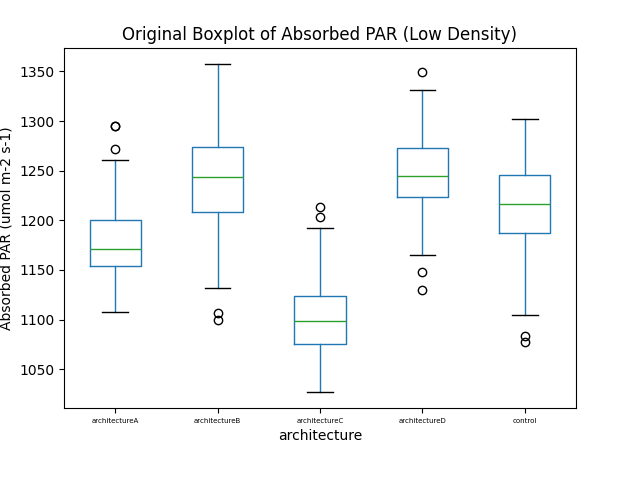 Original Boxplot of Absorbed PAR (Low Density)
Absorbed PAR (umol m-2 s-1)
1350
1300
1250
1200
1150
1100
1050
architectureA architectureB architectureC architectureD control
architecture